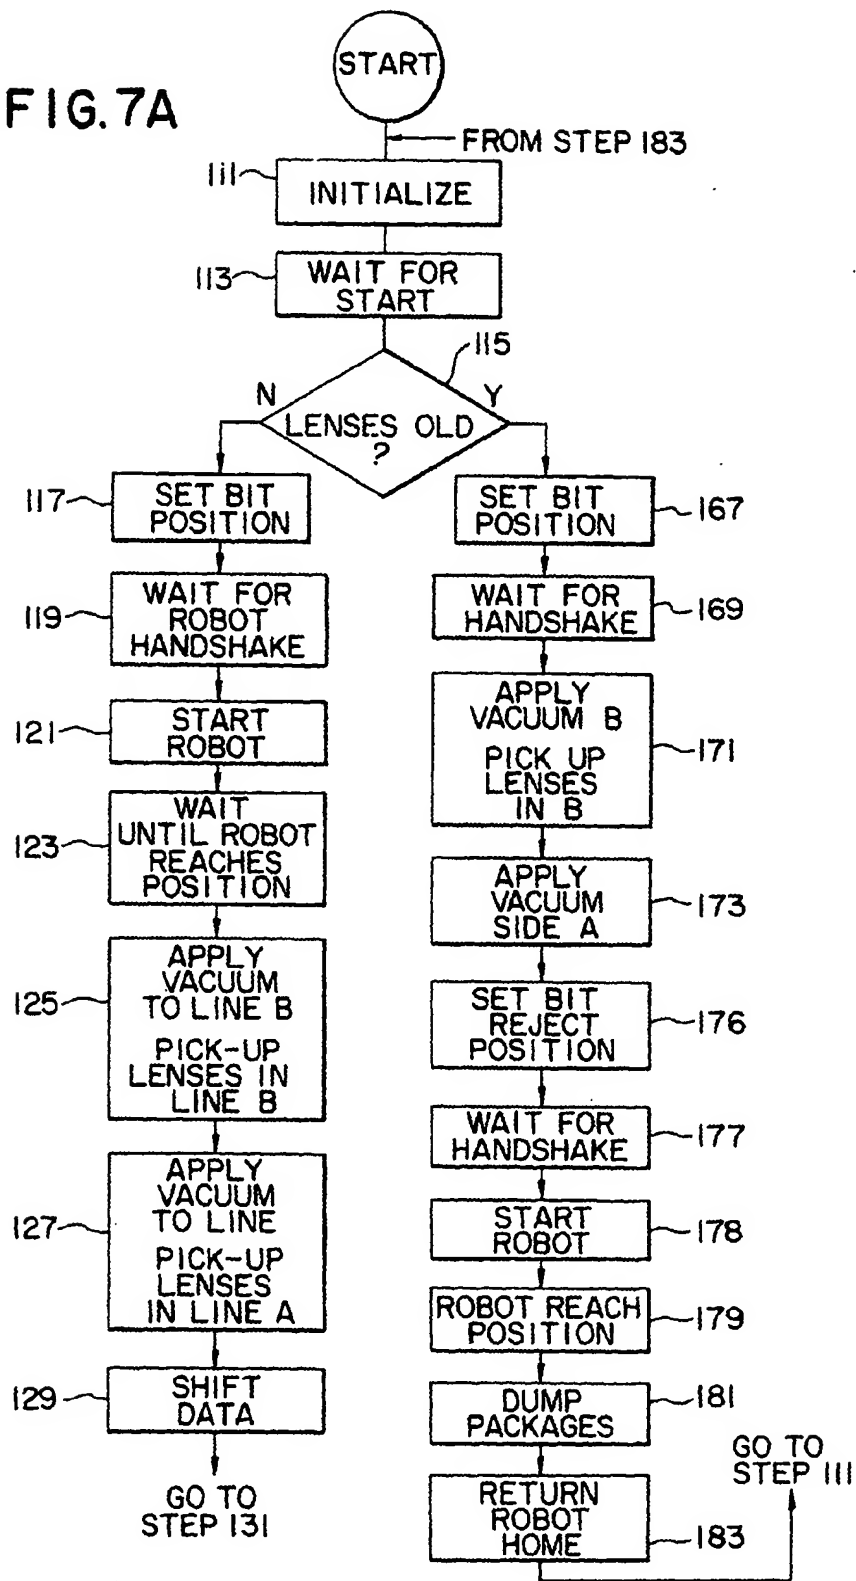 START
FIG. 7A
FROM STEP 183
111
INITIALIZE
113
WAIT FOR
START
115
N
Y
LENSES OLD
?
117
SET BIT
POSITION
119
WAIT FOR
ROBOT
HANDSHAKE
121
START
ROBOT
123
WAIT
UNTIL ROBOT
REACHES
POSITION
125
APPLY
VACUUM
TO LINE B
PICK-UP
LENSES IN
LINE B
127
APPLY
VACUUM
TO LINE
PICK-UP
LENSES
IN LINE A
129
SHIFT
DATA
GO TO
STEP 131
SET BIT
POSITION
167
WAIT FOR
HANDSHAKE
169
APPLY
VACUUM B
PICK UP
LENSES
IN B
171
APPLY
VACUUM
SIDE A
173
SET BIT
REJECT
POSITION
176
WAIT FOR
HANDSHAKE
177
START
ROBOT
178
ROBOT REACH
POSITION
179
DUMP
PACKAGES
181
RETURN
ROBOT
HOME
183
GO TO
STEP 111